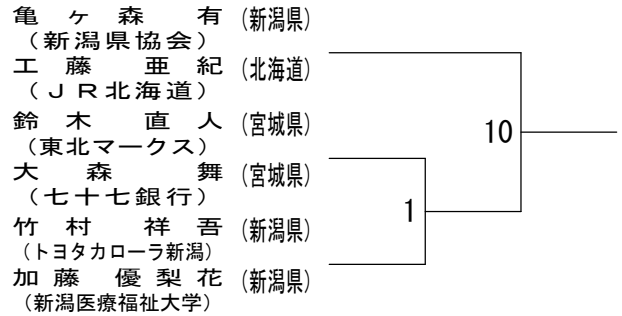 亀ヶ森 有 (新潟県)
(新潟県協会)
工藤 亜紀 (北海道)
(ＪＲ北海道)
鈴木 直人 (宮城県)
(東北マークス)
大森 舞 (宮城県)
(七十七銀行)
竹村 祥吾 (新潟県)
(トヨタカローラ新潟)
加藤 優梨花 (新潟県)
(新潟医療福祉大学)
10
1